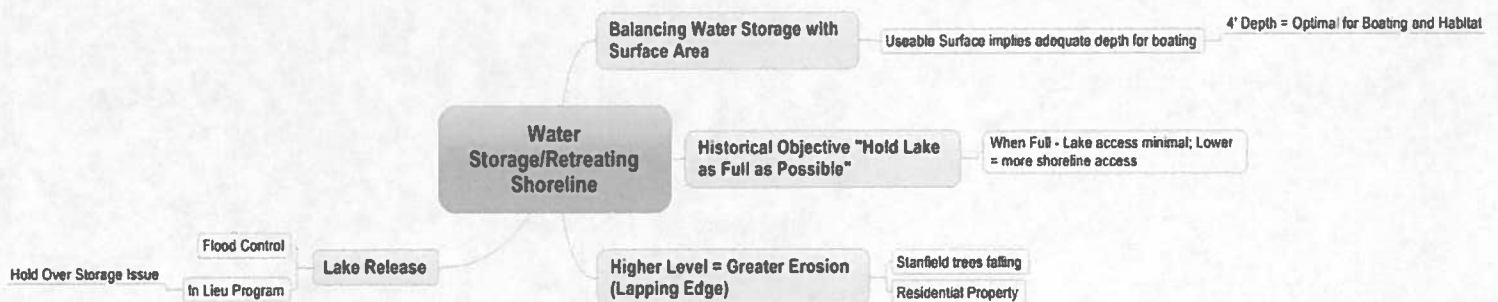 Water
Storage/Retreating
Shoreline
Balancing Water Storage with
Surface Area
Useable Surface implies adequate depth for boating
4' Depth = Optimal for Boating and Habitat
Historical Objective "Hold Lake
as Full as Possible"
When Full - Lake access minimal; Lower
= more shoreline access
Higher Level = Greater Erosion
(Lapping Edge)
Stanfield trees falling
Residential Property
Lake Release
Flood Control
In Lieu Program
Hold Over Storage Issue